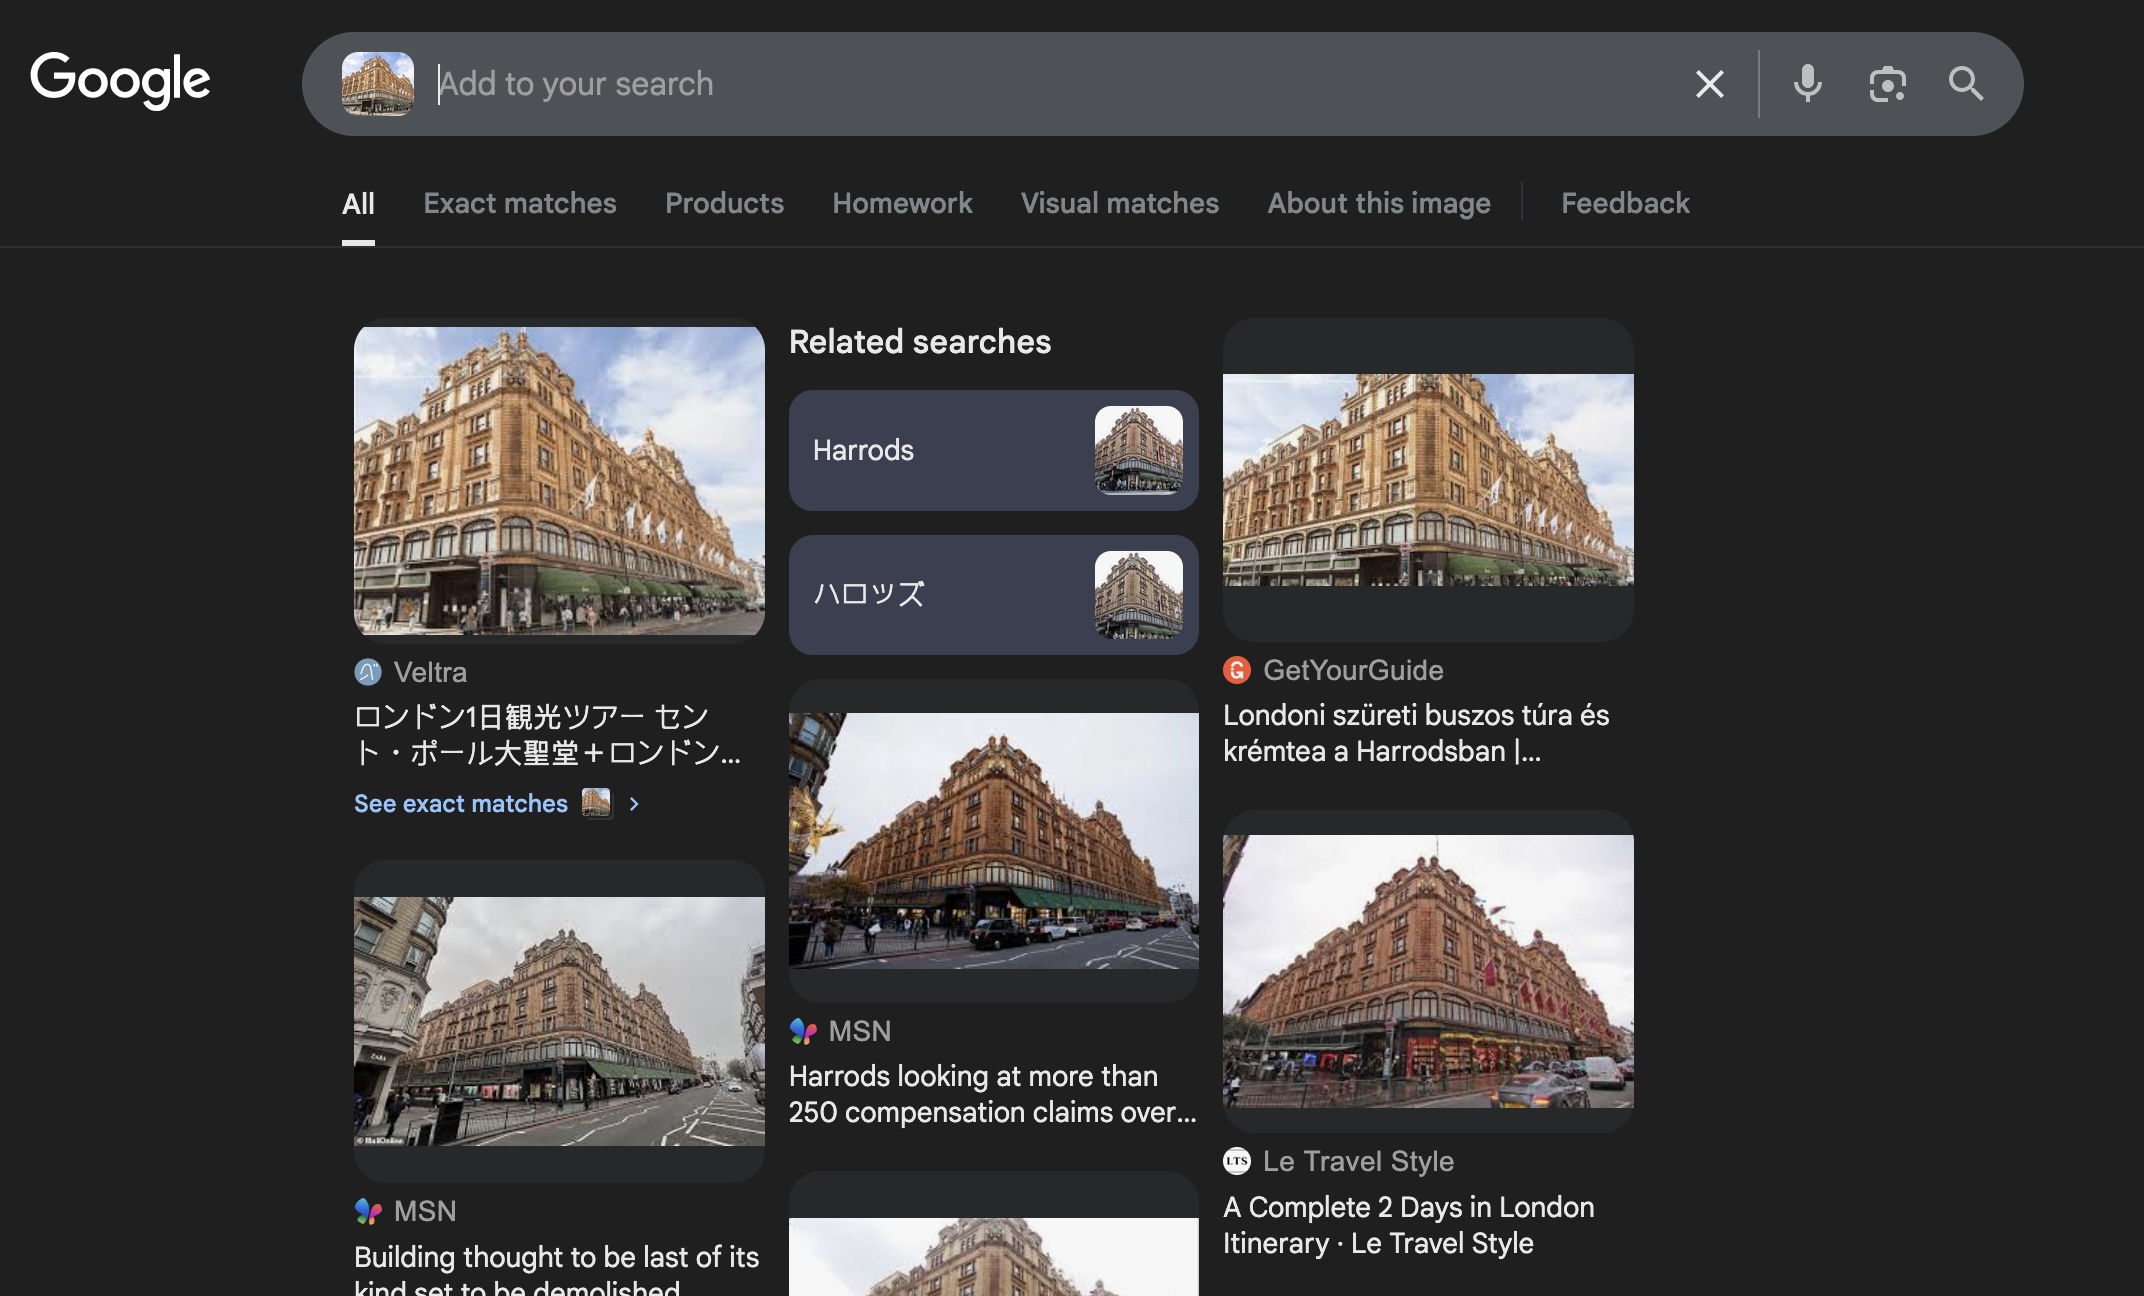 Google
Add to your search
All
Exact matches
Products
Homework
Visual matches
About this image
Feedback
Veltra
ロンドン1日観光ツアー セン
ト・ポール大聖堂＋ロンドン...
See exact matches
ZARA
© MailOnline
MSN
Building thought to be last of its
kind set to be demolished
Related searches
Harrods
ハロッズ
MSN
Harrods looking at more than
250 compensation claims over...
GetYourGuide
Londoni szüreti buszos túra és
krémtea a Harrodsban |...
LTS
Le Travel Style
A Complete 2 Days in London
Itinerary · Le Travel Style